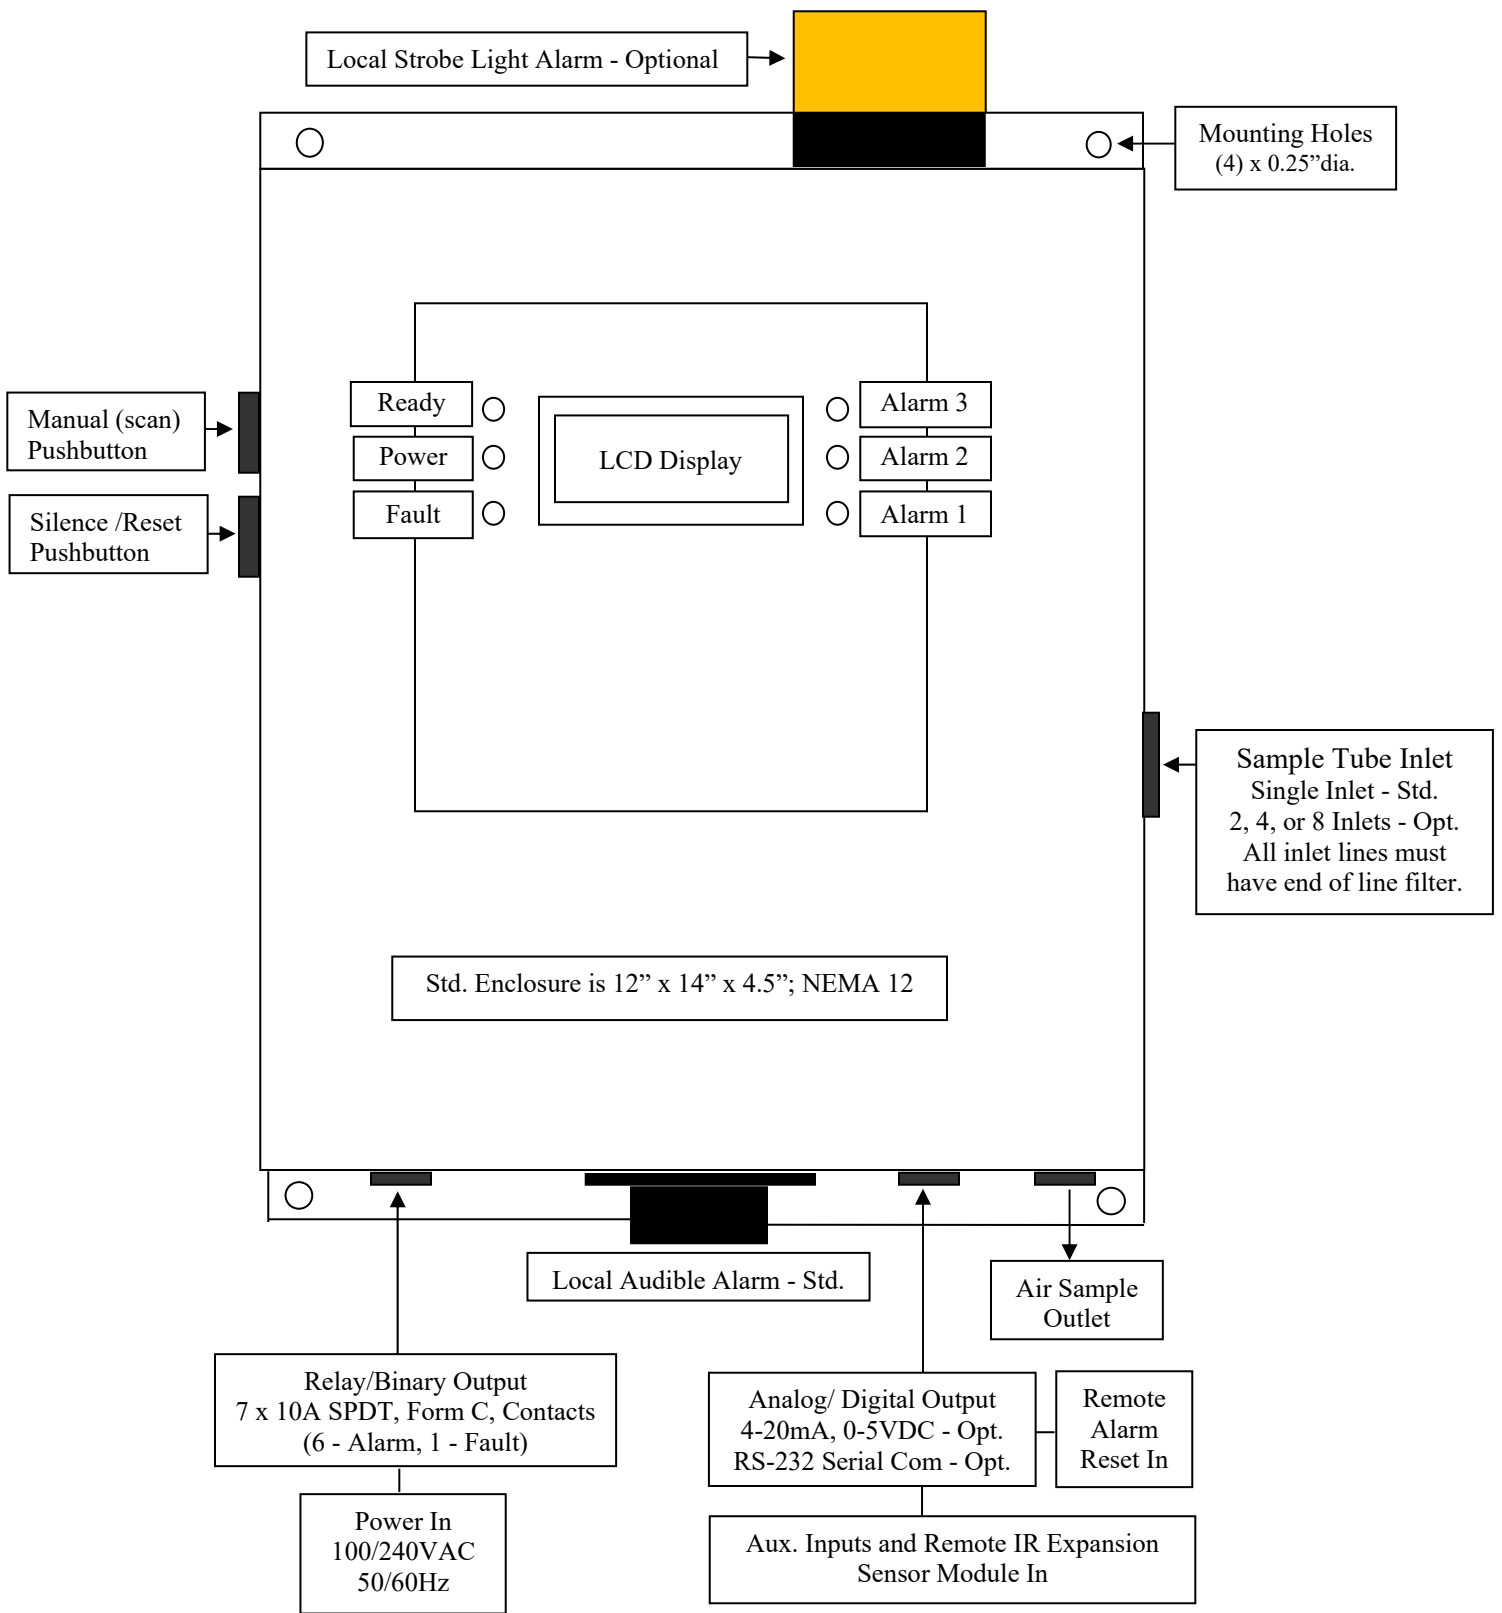 Local Strobe Light Alarm - Optional
Mounting Holes
(4) x 0.25”dia.
Manual (scan)
Pushbutton
Silence /Reset
Pushbutton
Ready
Power
Fault
LCD Display
Alarm 3
Alarm 2
Alarm 1
Sample Tube Inlet
Single Inlet - Std.
2, 4, or 8 Inlets - Opt.
All inlet lines must
have end of line filter.
Std. Enclosure is 12” x 14” x 4.5”; NEMA 12
Local Audible Alarm - Std.
Air Sample
Outlet
Relay/Binary Output
7 x 10A SPDT, Form C, Contacts
(6 - Alarm, 1 - Fault)
Power In
100/240VAC
50/60Hz
Analog/ Digital Output
4-20mA, 0-5VDC - Opt.
RS-232 Serial Com - Opt.
Remote
Alarm
Reset In
Aux. Inputs and Remote IR Expansion
Sensor Module In